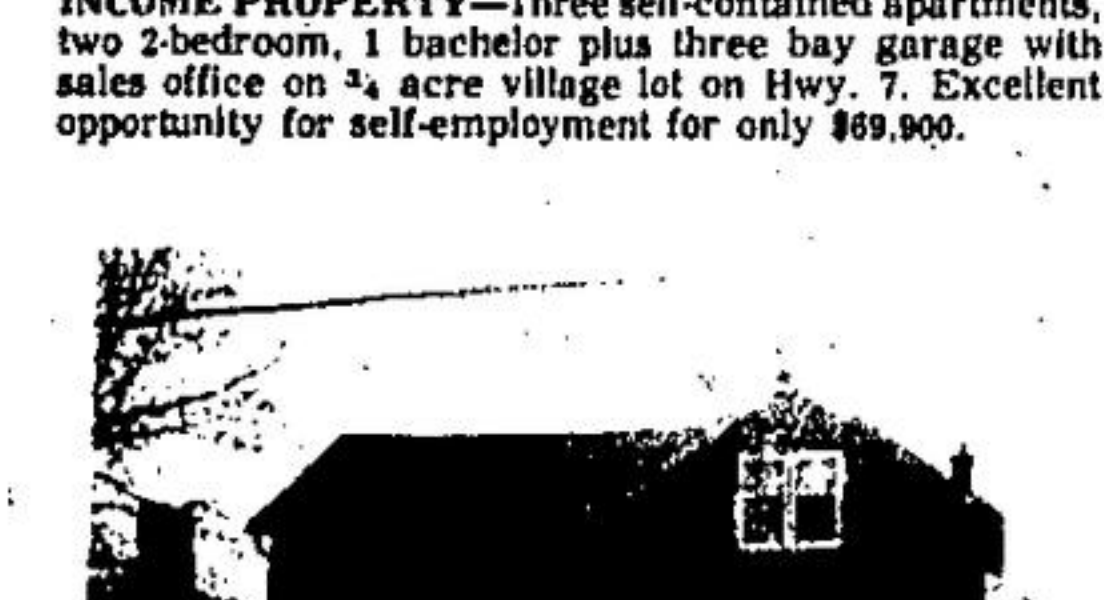 INCOME PROPERTY—Three self-contained apartments,
two 2-bedroom, 1 bachelor plus three bay garage with
sales office on ¾ acre village lot on Hwy. 7. Excellent
opportunity for self-employment for only $69,900.